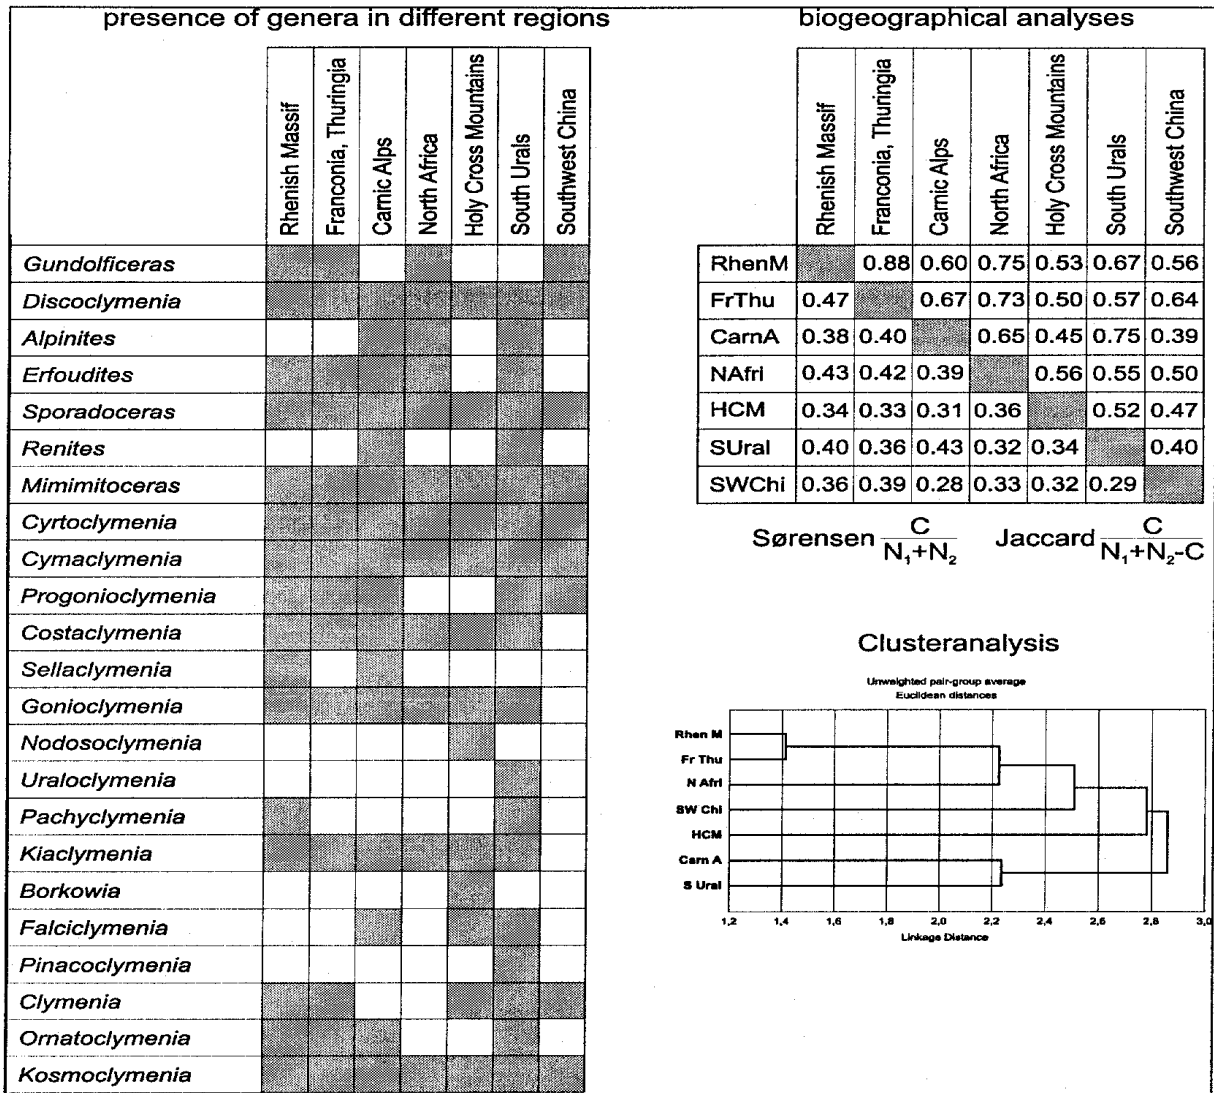 presence of genera in different regions
Rhenish Massif
Franconia, Thuringia
Carnic Alps
North Africa
Holy Cross Mountains
South Urals
Southwest China
Gundolficeras
Discoclymenia
Alpinites
Erfoudites
Sporadoceras
Renites
Mimimitoceras
Cyrtoclymenia
Cymaclymenia
Progonioclymenia
Costaclymenia
Sellaclymenia
Gonioclymenia
Nodosoclymenia
Uraloclymenia
Pachyclymenia
Kiaclymenia
Borkowia
Falciclymenia
Pinacoclymenia
Clymenia
Ornatoclymenia
Kosmoclymenia
biogeographical analyses
Rhenish Massif
Franconia, Thuringia
Carnic Alps
North Africa
Holy Cross Mountains
South Urals
Southwest China
RhenM 0.88 0.60 0.75 0.53 0.67 0.56
FrThu 0.47 0.67 0.73 0.50 0.57 0.64
CarnA 0.38 0.40 0.65 0.45 0.75 0.39
NAfri 0.43 0.42 0.39 0.56 0.55 0.50
HCM 0.34 0.33 0.31 0.36 0.52 0.47
SUral 0.40 0.36 0.43 0.32 0.34 0.40
SWChi 0.36 0.39 0.28 0.33 0.32 0.29
Sørensen C/N₁+N₂ Jaccard C/N₁+N₂-C
Clusteranalysis
Unweighted pair-group average
Euclidean distances
Rhen M
Fr Thu
N Afri
SW Chi
HCM
Carn A
S Ural
1,2 1,4 1,6 1,8 2,0 2,2 2,4 2,6 2,8 3,0
Linkage Distance